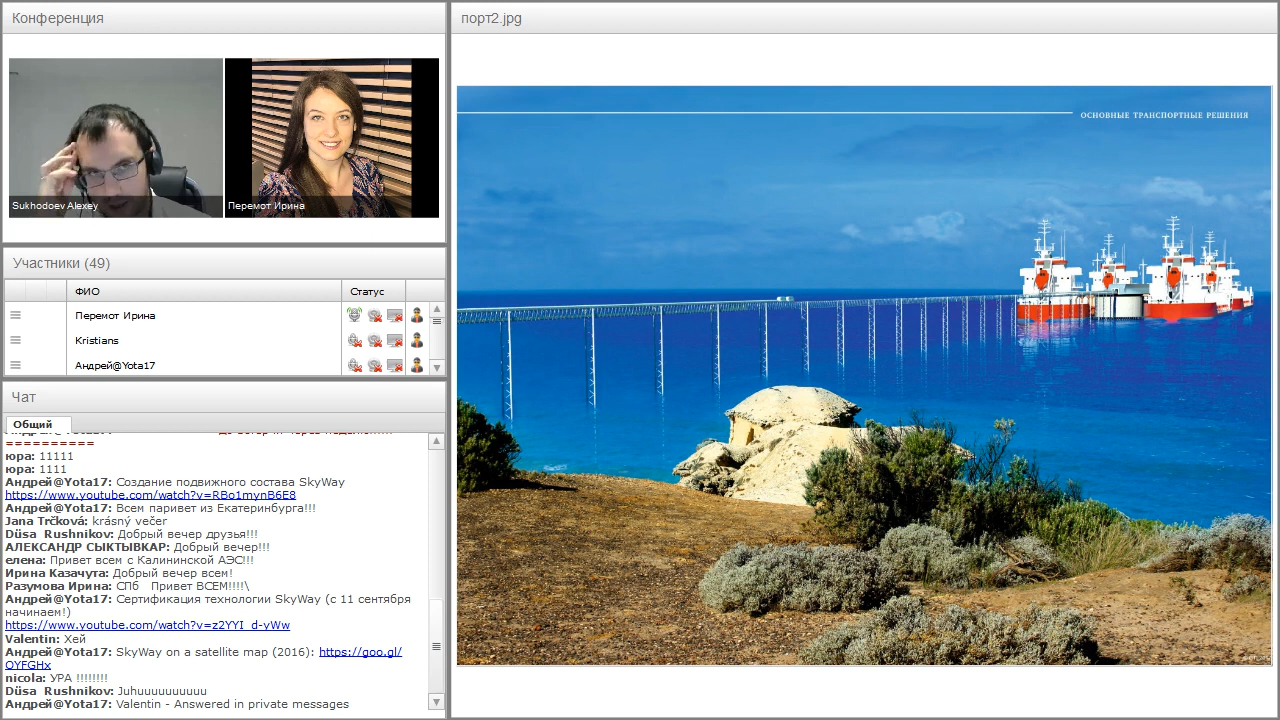 Конференция
Sukhodoev Alexey
Перемот Ирина
Участники (49)
ФИО
Статус
Перемот Ирина
Kristians
Андрей@Yota17
Чат
Общий
==========
юра: 11111
юра: 1111
Андрей@Yota17: Создание подвижного состава SkyWay
https://www.youtube.com/watch?v=RBo1mynB6E8
Андрей@Yota17: Всем паривет из Екатеринбурга!!!
Jana Trčková: krásný večer
Düsa Rushnikov: Добрый вечер друзья!!!
АЛЕКСАНДР СЫКТЫВКАР: Добрый вечер!!!
елена: Привет всем с Калининской АЭС!!!
Ирина Казачута: Добрый вечер всем!
Разумова Ирина: СПб Привет ВСЕМ!!!!\
Андрей@Yota17: Сертификация технологии SkyWay (с 11 сентября
начинаем!)
https://www.youtube.com/watch?v=z2YYI_d-yWw
Valentin: Хей
Андрей@Yota17: SkyWay on a satellite map (2016): https://goo.gl/
OYFGHx
nicola: УРА !!!!!!!!
Düsa Rushnikov: Juhuuuuuuuuuu
Андрей@Yota17: Valentin - Answered in private messages
порт2.jpg
ОСНОВНЫЕ ТРАНСПОРТНЫЕ РЕШЕНИЯ